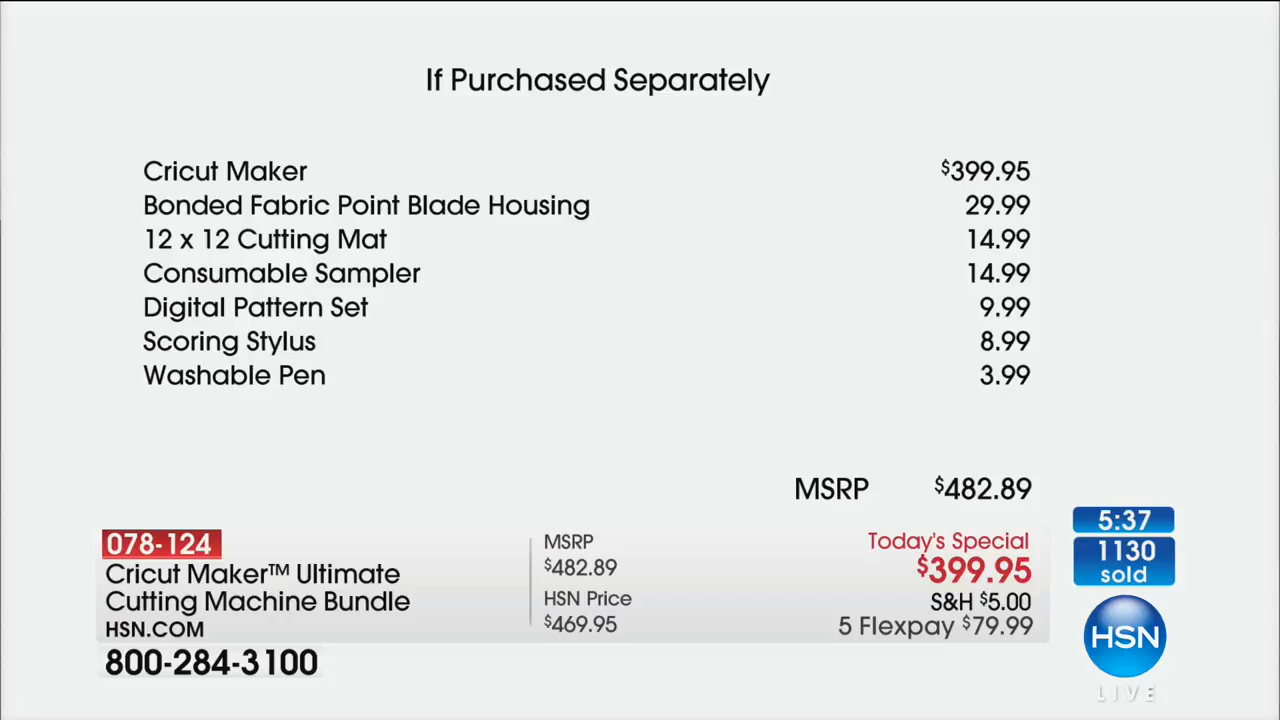 If Purchased Separately
Cricut Maker $399.95
Bonded Fabric Point Blade Housing 29.99
12 x 12 Cutting Mat 14.99
Consumable Sampler 14.99
Digital Pattern Set 9.99
Scoring Stylus 8.99
Washable Pen 3.99
MSRP $482.89
078-124
Cricut Maker™ Ultimate
Cutting Machine Bundle
HSN.COM
800-284-3100
MSRP
$482.89
HSN Price
$469.95
Today's Special
$399.95
S&H $5.00
5 Flexpay $79.99
5:37
1130
sold
HSN
LIVE